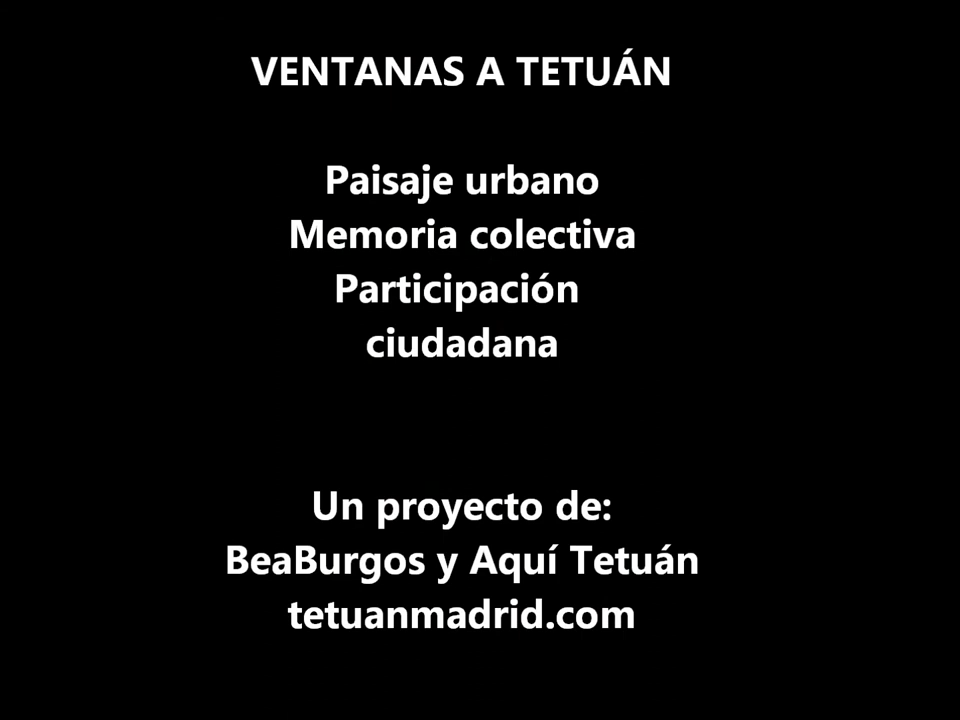 VENTANAS A TETUÁN
Paisaje urbano
Memoria colectiva
Participación
ciudadana
Un proyecto de:
BeaBurgos y Aquí Tetuán
tetuanmadrid.com